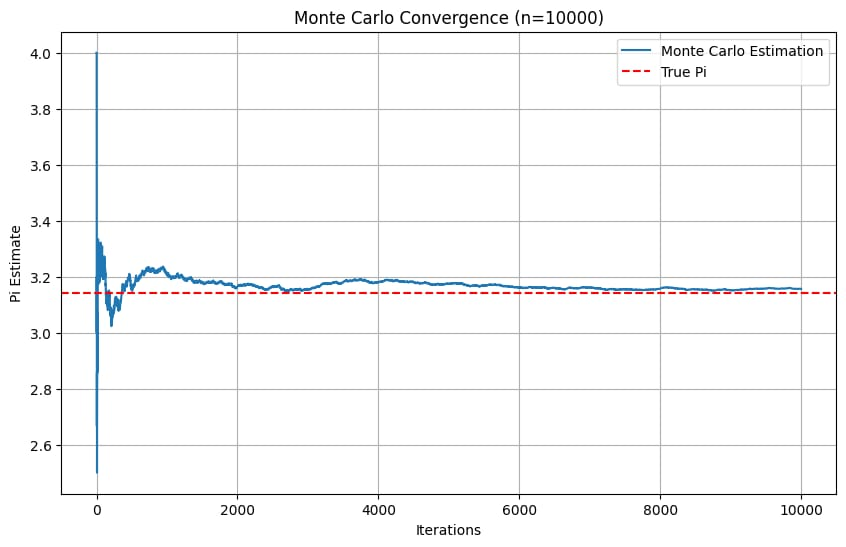 Monte Carlo Convergence (n=10000)
Monte Carlo Estimation
True Pi
Pi Estimate
4.0
3.8
3.6
3.4
3.2
3.0
2.8
2.6
0 2000 4000 6000 8000 10000
Iterations